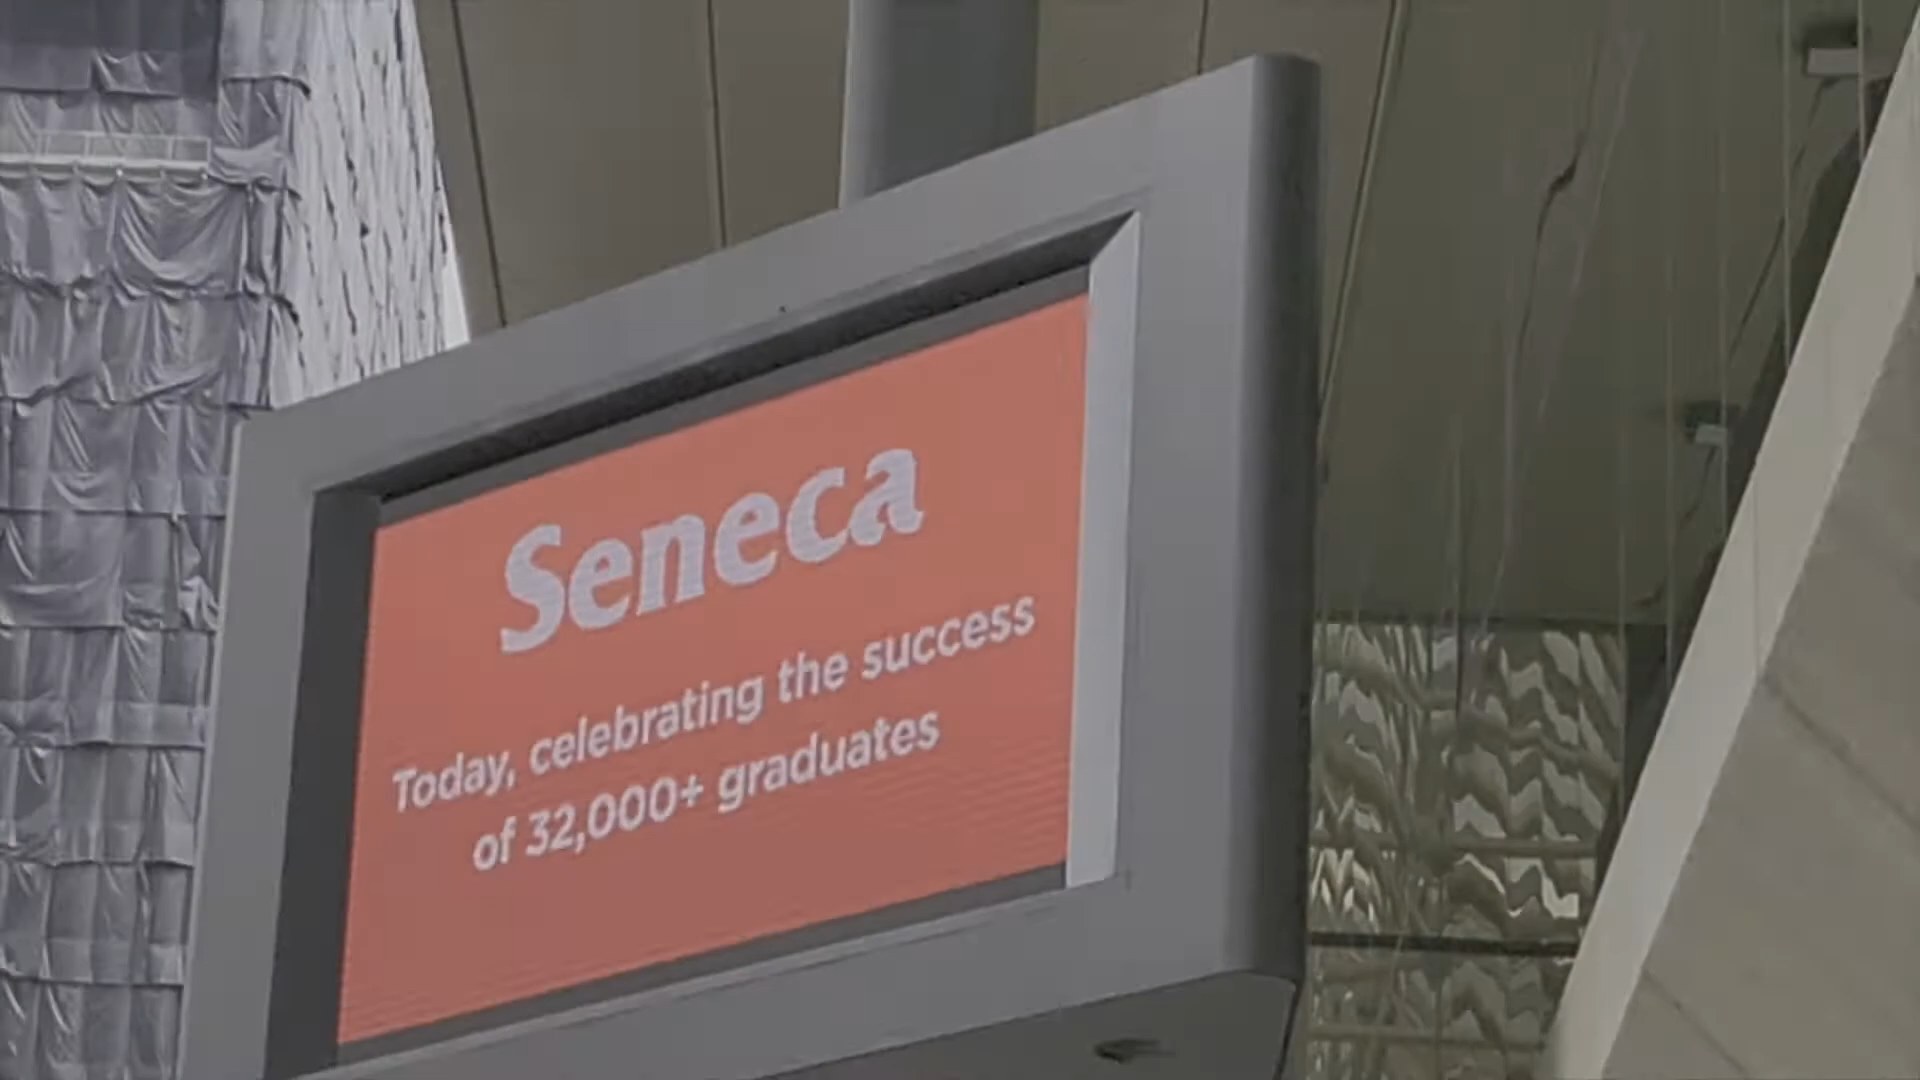 Seneca
Today, celebrating the success
of 32,000+ graduates